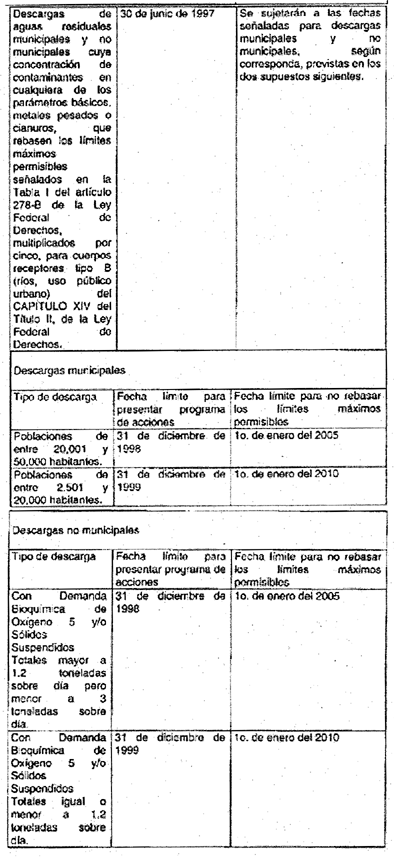 Descargas de
aguas residuales
municipales y no
municipales cuya
concentración de
contaminantes en
cualquiera de los
parámetros básicos,
metales pesados o
cianuros, que
rebasen los límites
máximos
permisibles
señalados en la
Tabla I del artículo
278-B de la Ley
Federal de
Derechos,
multiplicados por
cinco, para cuerpos
receptores tipo B
(ríos, uso público
urbano) del
CAPITULO XIV del
Título II, de la Ley
Federal de
Derechos.
30 de junio de 1997
Se sujetarán a las fechas
señaladas para descargas
municipales y no
municipales, según
corresponda, previstas en los
dos supuestos siguientes.
Descargas municipales
Tipo de descarga
Fecha límite para
presentar programa
de acciones
Fecha límite para no rebasar
los límites máximos
permisibles
Poblaciones de
entre 20,001 y
50,000 habitantes.
31 de diciembre de
1998
1o. de enero del 2005
Poblaciones de
entre 2.501 y
20,000 habitantes.
31 de diciembre de
1999
1o. de enero del 2010
Descargas no municipales
Tipo de descarga
Fecha límite para
presentar programa de
acciones
Fecha límite para no rebasar
los límites máximos
permisibles
Con Demanda
Bioquímica de
Oxígeno 5 y/o
Sólidos
Suspendidos
Totales mayor a
1.2 toneladas
sobre día pero
menor a 3
toneladas sobre
día.
31 de diciembre de
1998
1o. de enero del 2005
Con Demanda
Bioquímica de
Oxígeno 5 y/o
Sólidos
Suspendidos
Totales igual o
menor a 1.2
toneladas sobre
día.
31 de diciembre de
1999
1o. de enero del 2010